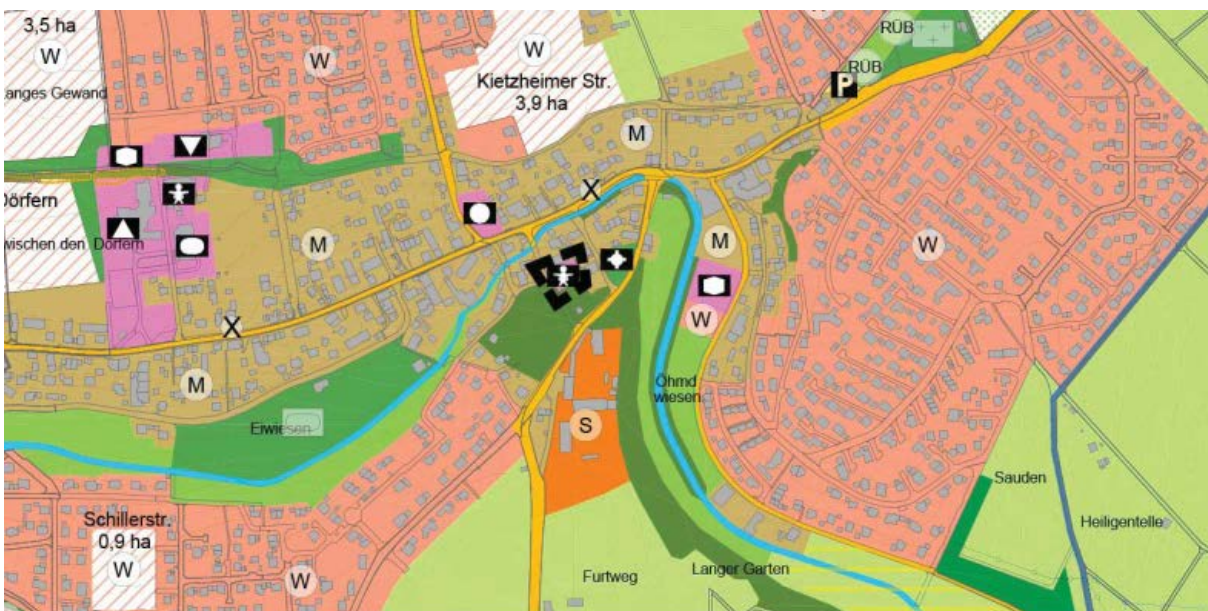 3,5 ha
W
anges Gewand
W
W
Kietzheimer Str.
3,9 ha
W
RÜB
RÜB
P
M
X
Dörfern
wischen den Dörfern
M
M
W
W
X
M
Eiwiesen
Öhmd
wiesen
S
Sauden
Heiligentelle
Schillerstr.
0,9 ha
W
W
Furtweg
Langer Garten